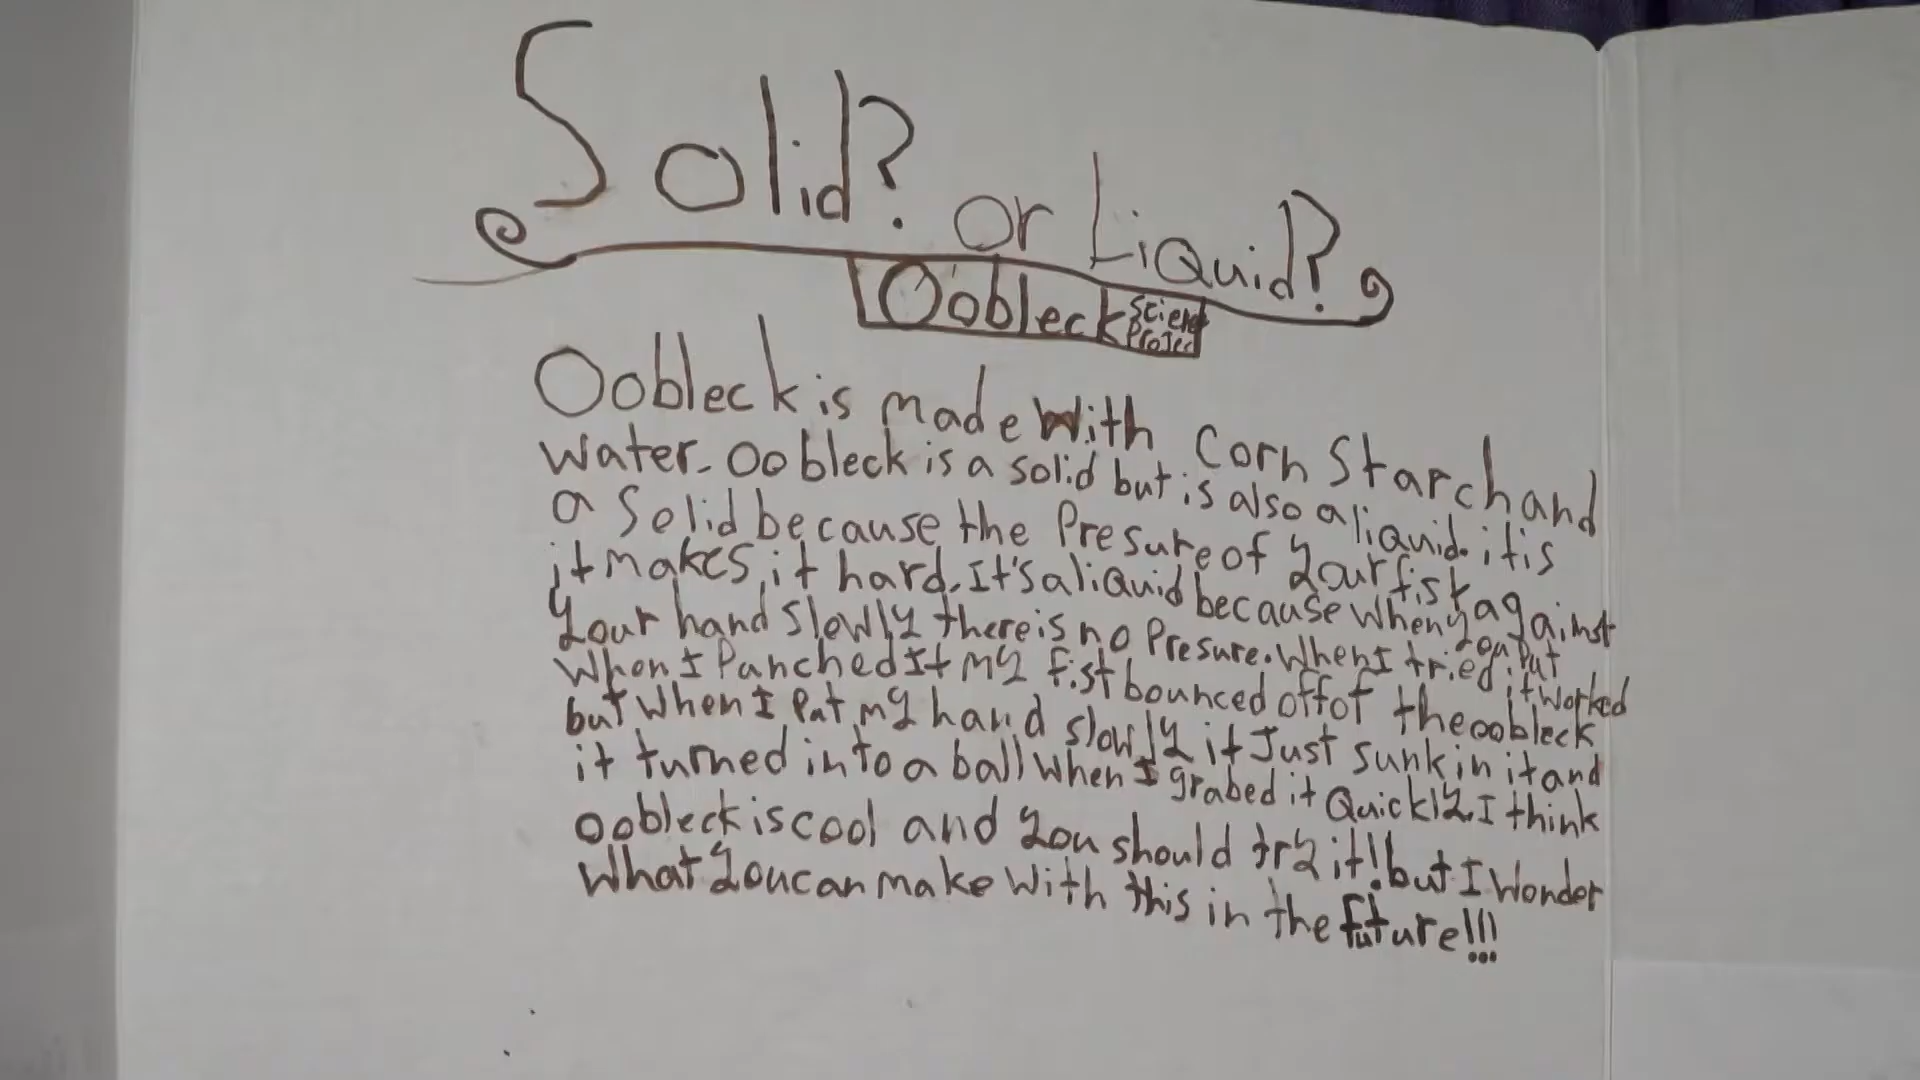 Solid? or Liquid?
Oobleck Science Project
Oobleck is made with Corn Starch and
water. Oobleck is a solid but is also a liquid. it is
a Solid because the Presure of your fist against
it makes it hard. It's a liquid because when you put
your hand slowly there is no Presure. When I tried it worked
When I Punched It my fist bounced off of the oobleck
but when I Put my hand slowly it Just sunk in it and
it turned into a ball when I grabed it Quickly. I think
oobleck is cool and you should try it! but I Wonder
what you can make with this in the future!!!